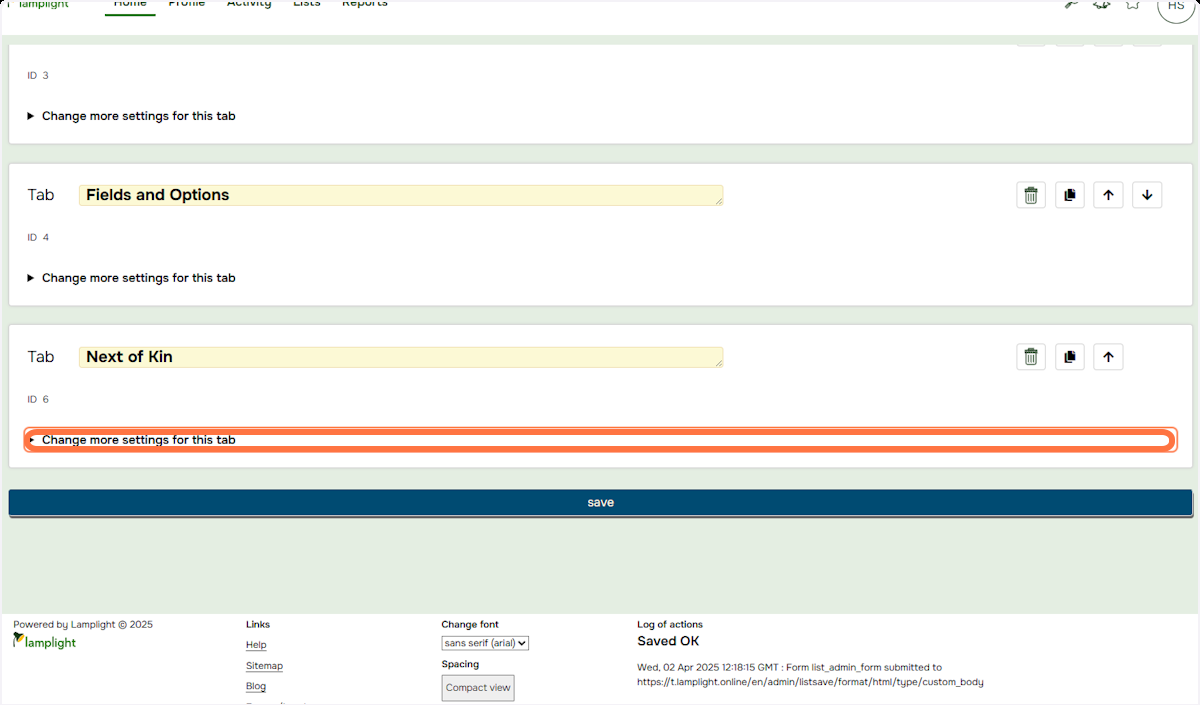 lamplight Home Profile Activity Lists Reports HS
ID 3
Change more settings for this tab
Tab Fields and Options
ID 4
Change more settings for this tab
Tab Next of Kin
ID 6
Change more settings for this tab
save
Powered by Lamplight © 2025
lamplight
Links
Help
Sitemap
Blog
Change font
sans serif (arial)
Spacing
Compact view
Log of actions
Saved OK
Wed, 02 Apr 2025 12:18:15 GMT : Form list_admin_form submitted to
https://t.lamplight.online/en/admin/listsave/format/html/type/custom_body